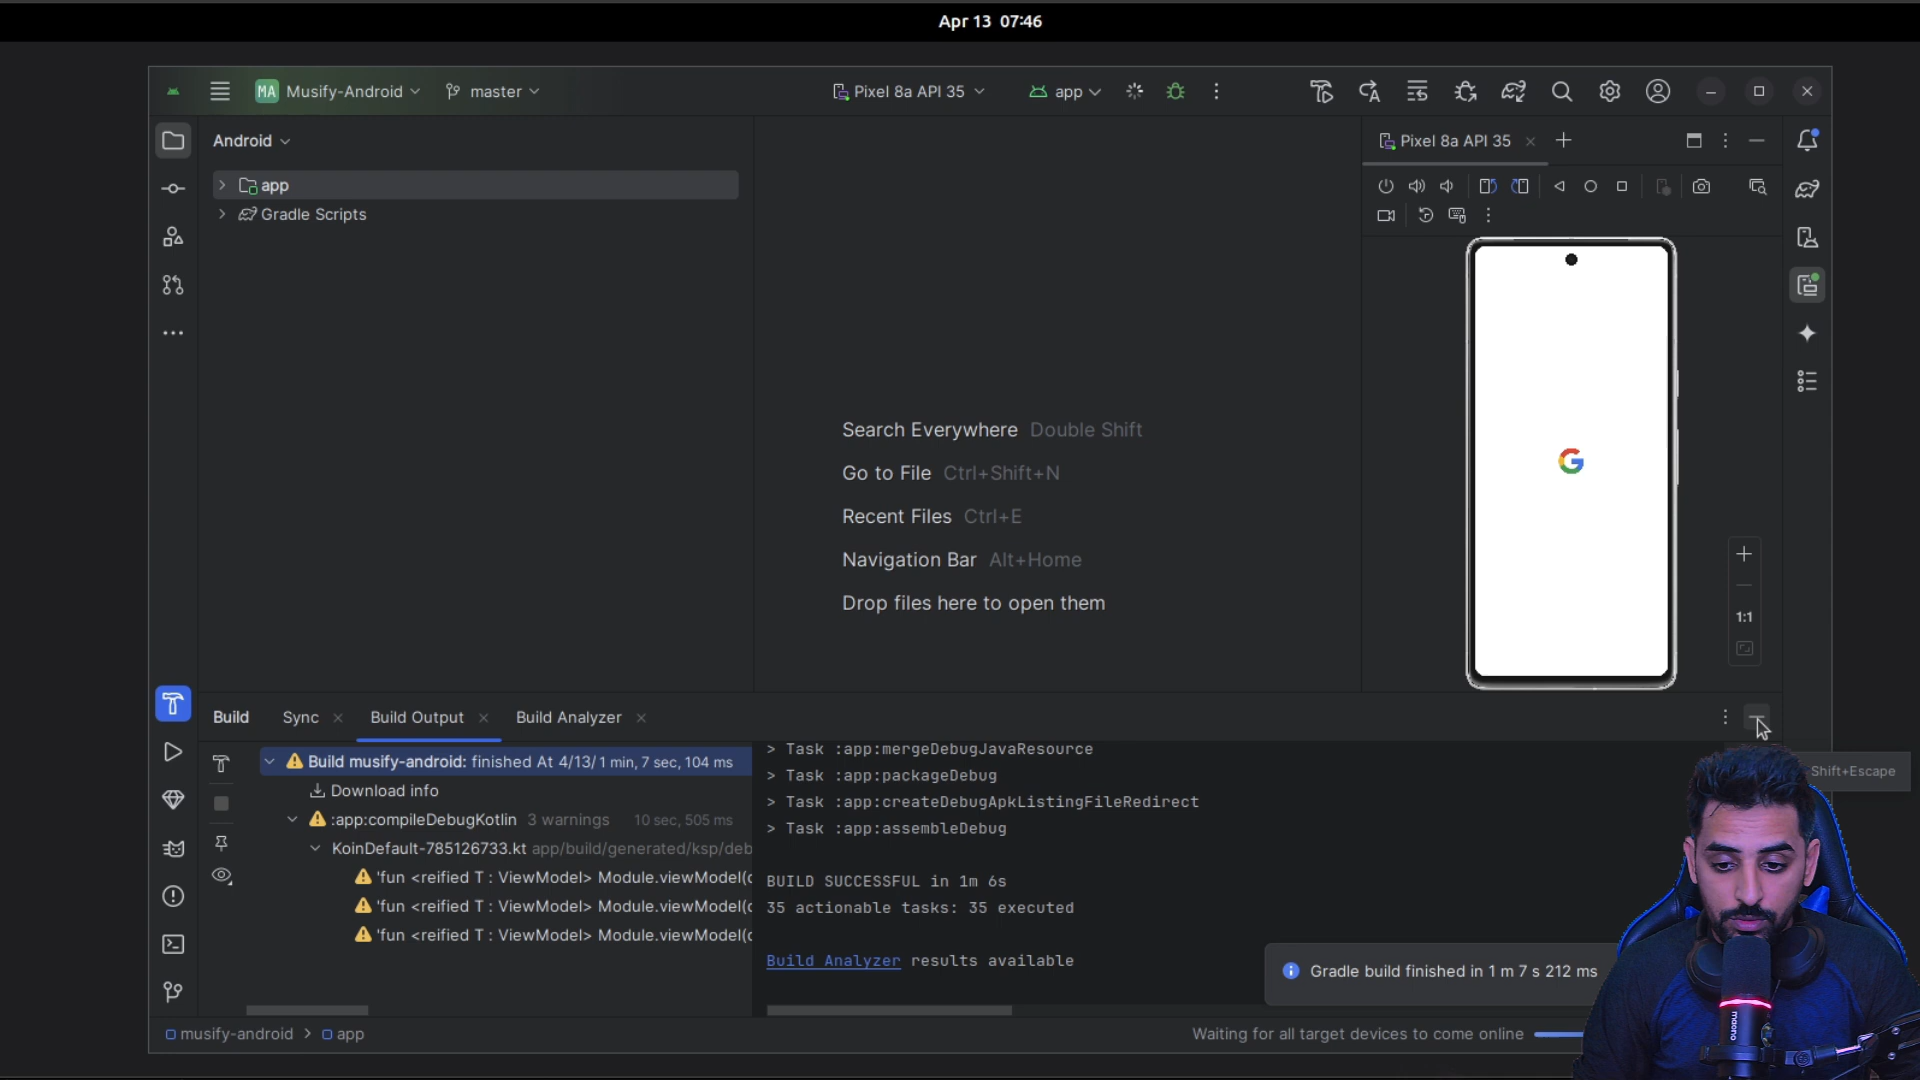 Apr 13 07:46
MA Musify-Android master Pixel 8a API 35 app
Android
Pixel 8a API 35
app
Gradle Scripts
G
1:1
Search Everywhere Double Shift
Go to File Ctrl+Shift+N
Recent Files Ctrl+E
Navigation Bar Alt+Home
Drop files here to open them
Build Sync Build Output Build Analyzer
Shift+Escape
Build musify-android: finished At 4/13/ 1 min, 7 sec, 104 ms
Download info
:app:compileDebugKotlin 3 warnings 10 sec, 505 ms
KoinDefault-785126733.kt app/build/generated/ksp/deb
'fun <reified T : ViewModel> Module.viewModel(
'fun <reified T : ViewModel> Module.viewModel(
'fun <reified T : ViewModel> Module.viewModel(
> Task :app:mergeDebugJavaResource
> Task :app:packageDebug
> Task :app:createDebugApkListingFileRedirect
> Task :app:assembleDebug
BUILD SUCCESSFUL in 1m 6s
35 actionable tasks: 35 executed
Build Analyzer results available
Gradle build finished in 1 m 7 s 212 ms
musify-android > app
Waiting for all target devices to come online
maono